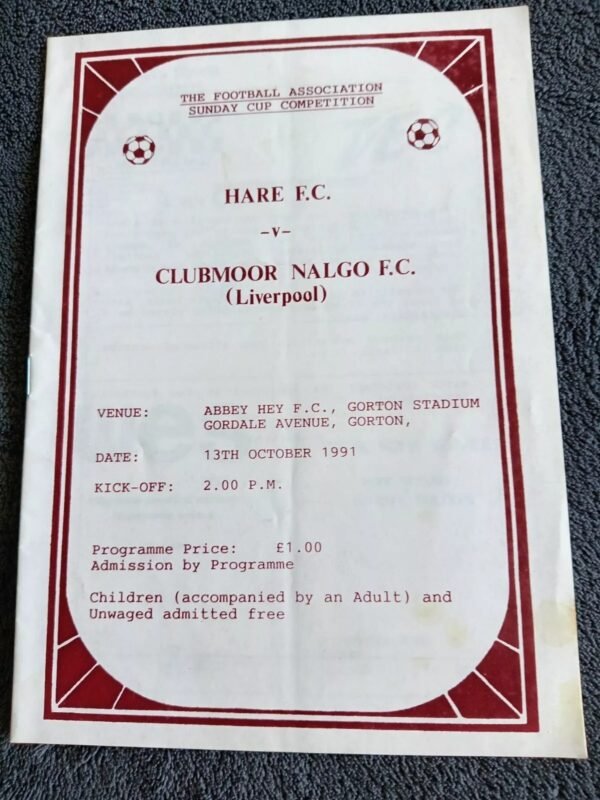 THE FOOTBALL ASSOCIATION
SUNDAY CUP COMPETITION
HARE F.C.
-v-
CLUBMOOR NALGO F.C.
(Liverpool)
VENUE: ABBEY HEY F.C., GORTON STADIUM
GORDALE AVENUE, GORTON,
DATE: 13TH OCTOBER 1991
KICK-OFF: 2.00 P.M.
Programme Price: £1.00
Admission by Programme
Children (accompanied by an Adult) and
Unwaged admitted free